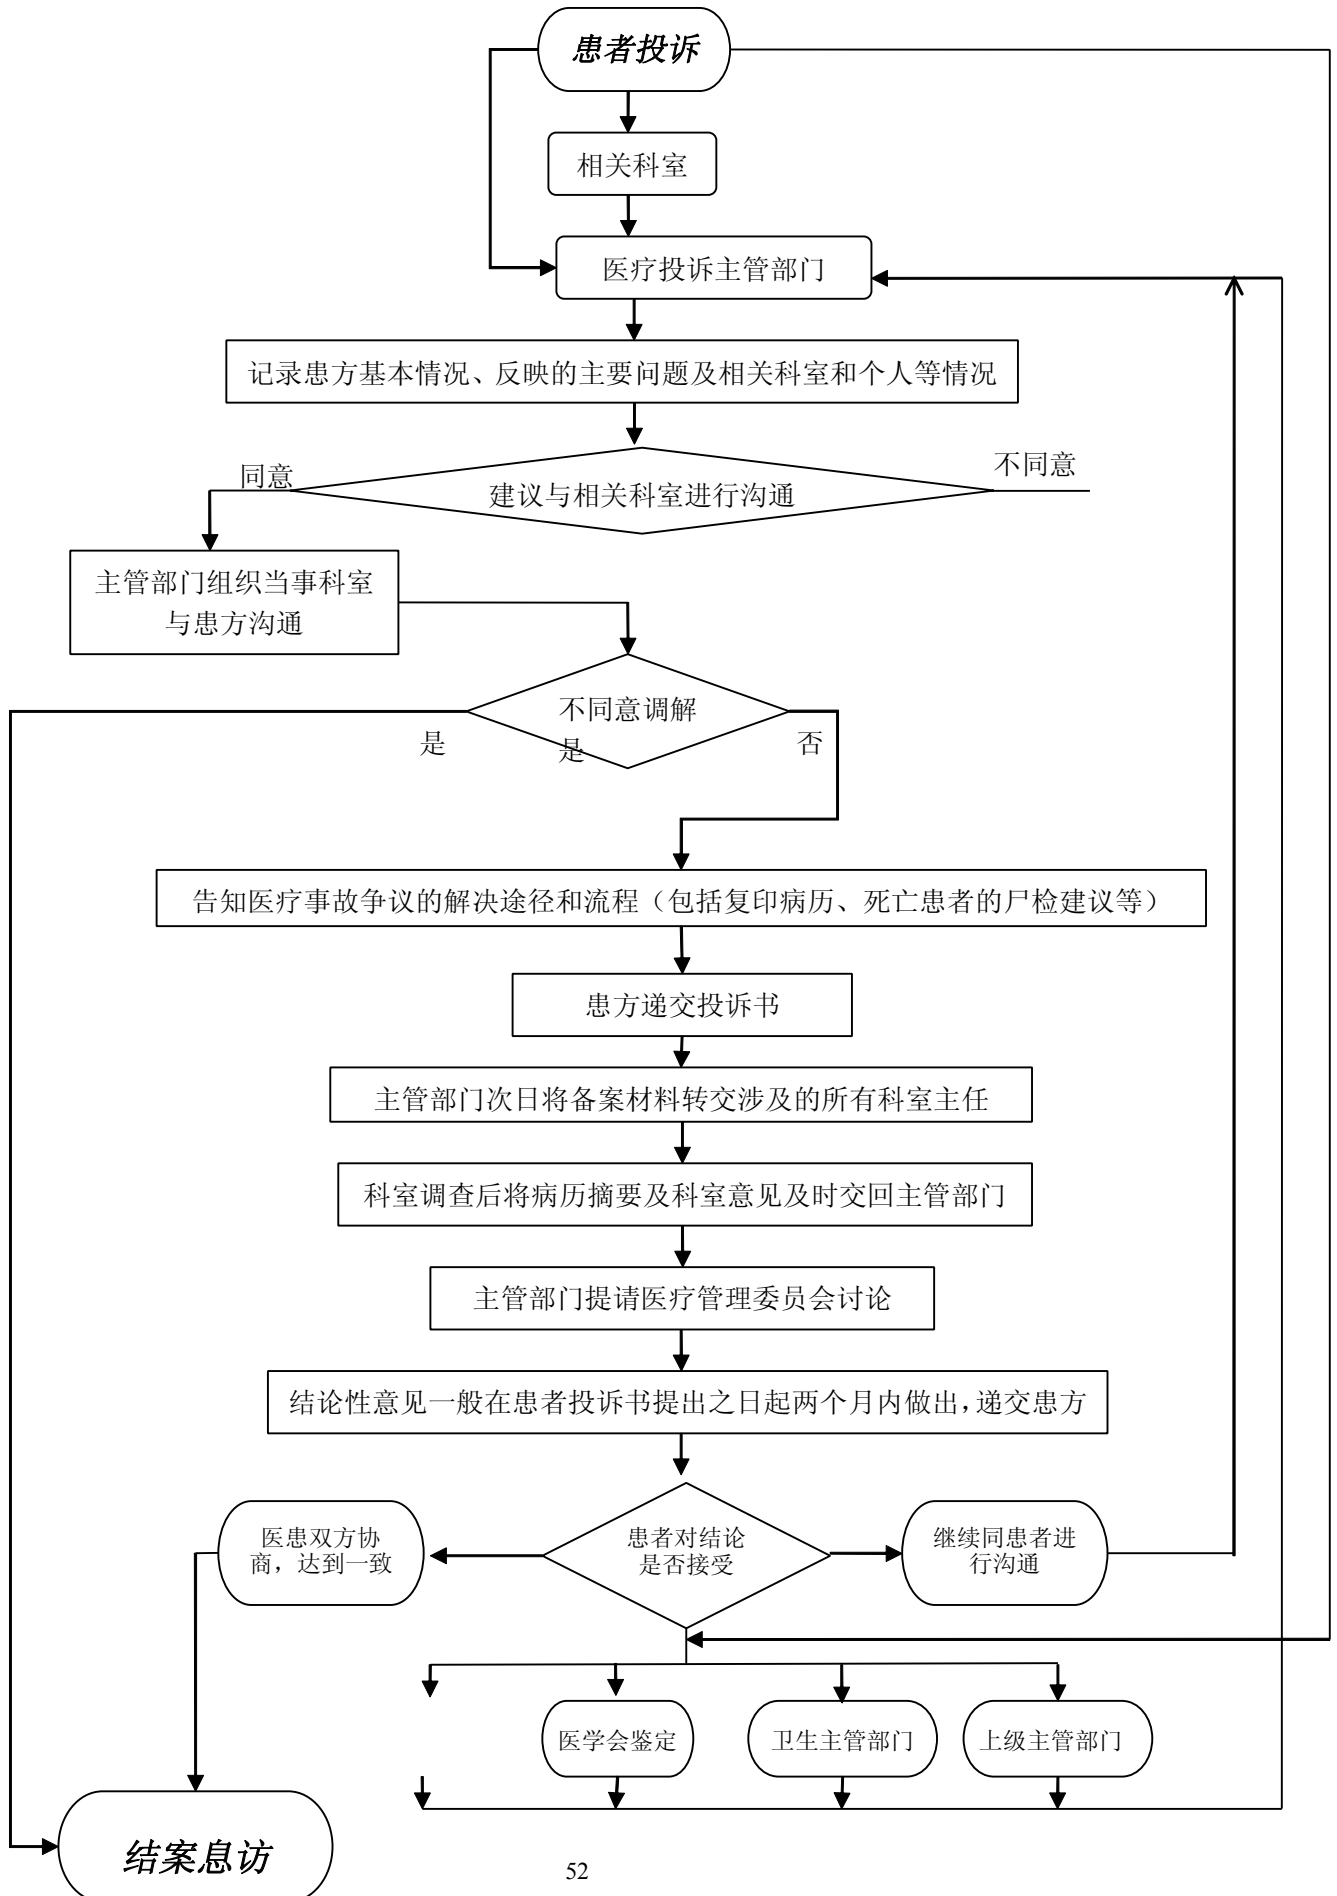 患者投诉
相关科室
医疗投诉主管部门
记录患方基本情况、反映的主要问题及相关科室和个人等情况
同意
不同意
建议与相关科室进行沟通
主管部门组织当事科室
与患方沟通
不同意调解
是
是
否
告知医疗事故争议的解决途径和流程（包括复印病历、死亡患者的尸检建议等）
患方递交投诉书
主管部门次日将备案材料转交涉及的所有科室主任
科室调查后将病历摘要及科室意见及时交回主管部门
主管部门提请医疗管理委员会讨论
结论性意见一般在患者投诉书提出之日起两个月内做出，递交患方
医患双方协
商，达到一致
患者对结论
是否接受
继续同患者进
行沟通
医学会鉴定
卫生主管部门
上级主管部门
结案息访
52